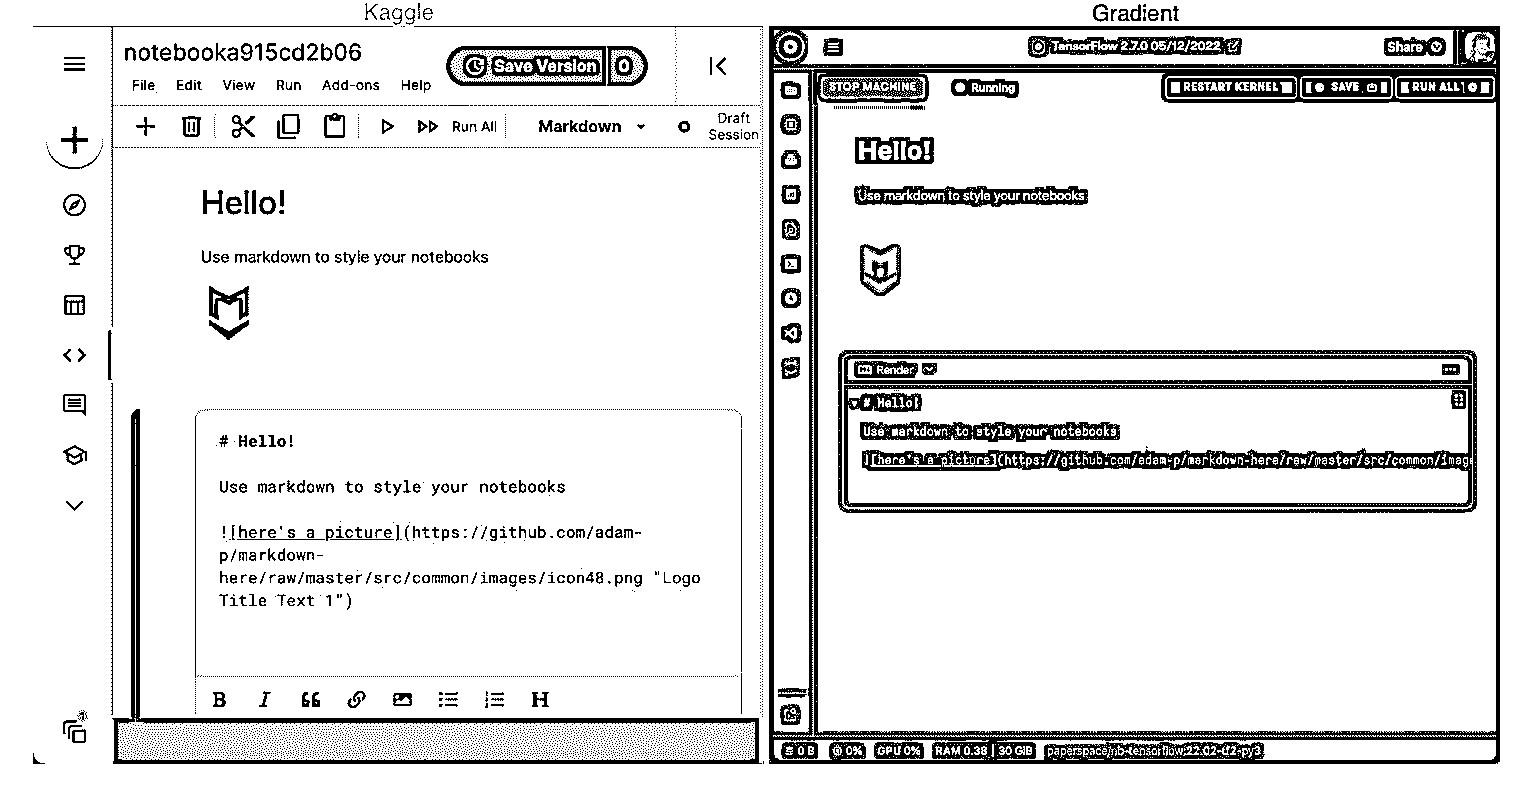 Kaggle
notebooka915cd2b06
Save Version
0
File Edit View Run Add-ons Help
Run All
Markdown
Draft
Session
Hello!
Use markdown to style your notebooks
# Hello!
Use markdown to style your notebooks
![here's a picture](https://github.com/adam-
p/markdown-
here/raw/master/src/common/images/icon48.png "Logo
Title Text 1")
B I H
Gradient
TensorFlow 2.7.0 05/12/2022
Share
STOP MACHINE
Running
RESTART KERNEL
SAVE
RUN ALL
Hello!
Use markdown to style your notebooks
Render
# Hello!
Use markdown to style your notebooks
![here's a picture](https://github.com/adam-p/markdown-here/raw/master/src/common/imag
0 B 0% GPU 0% RAM 0.38 | 30 GiB paperspace/nb-tensorflow:22.02-tf2-py3